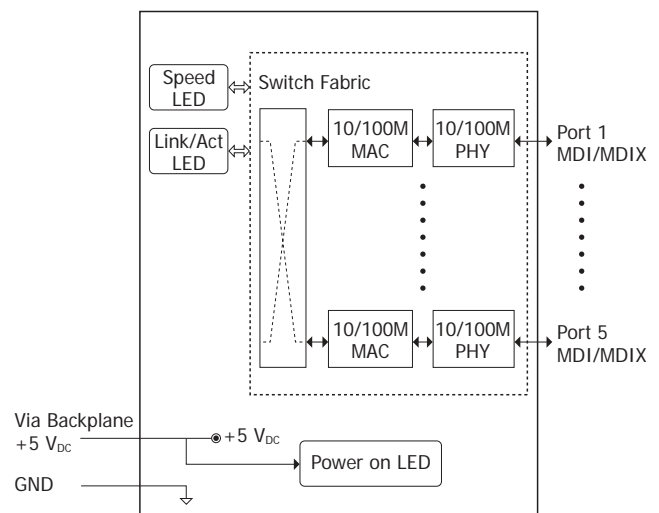 Speed
LED
Switch Fabric
Link/Act
LED
10/100M
MAC
10/100M
PHY
Port 1
MDI/MDIX
10/100M
MAC
10/100M
PHY
Port 5
MDI/MDIX
Via Backplane
+5 VDC
+5 VDC
Power on LED
GND